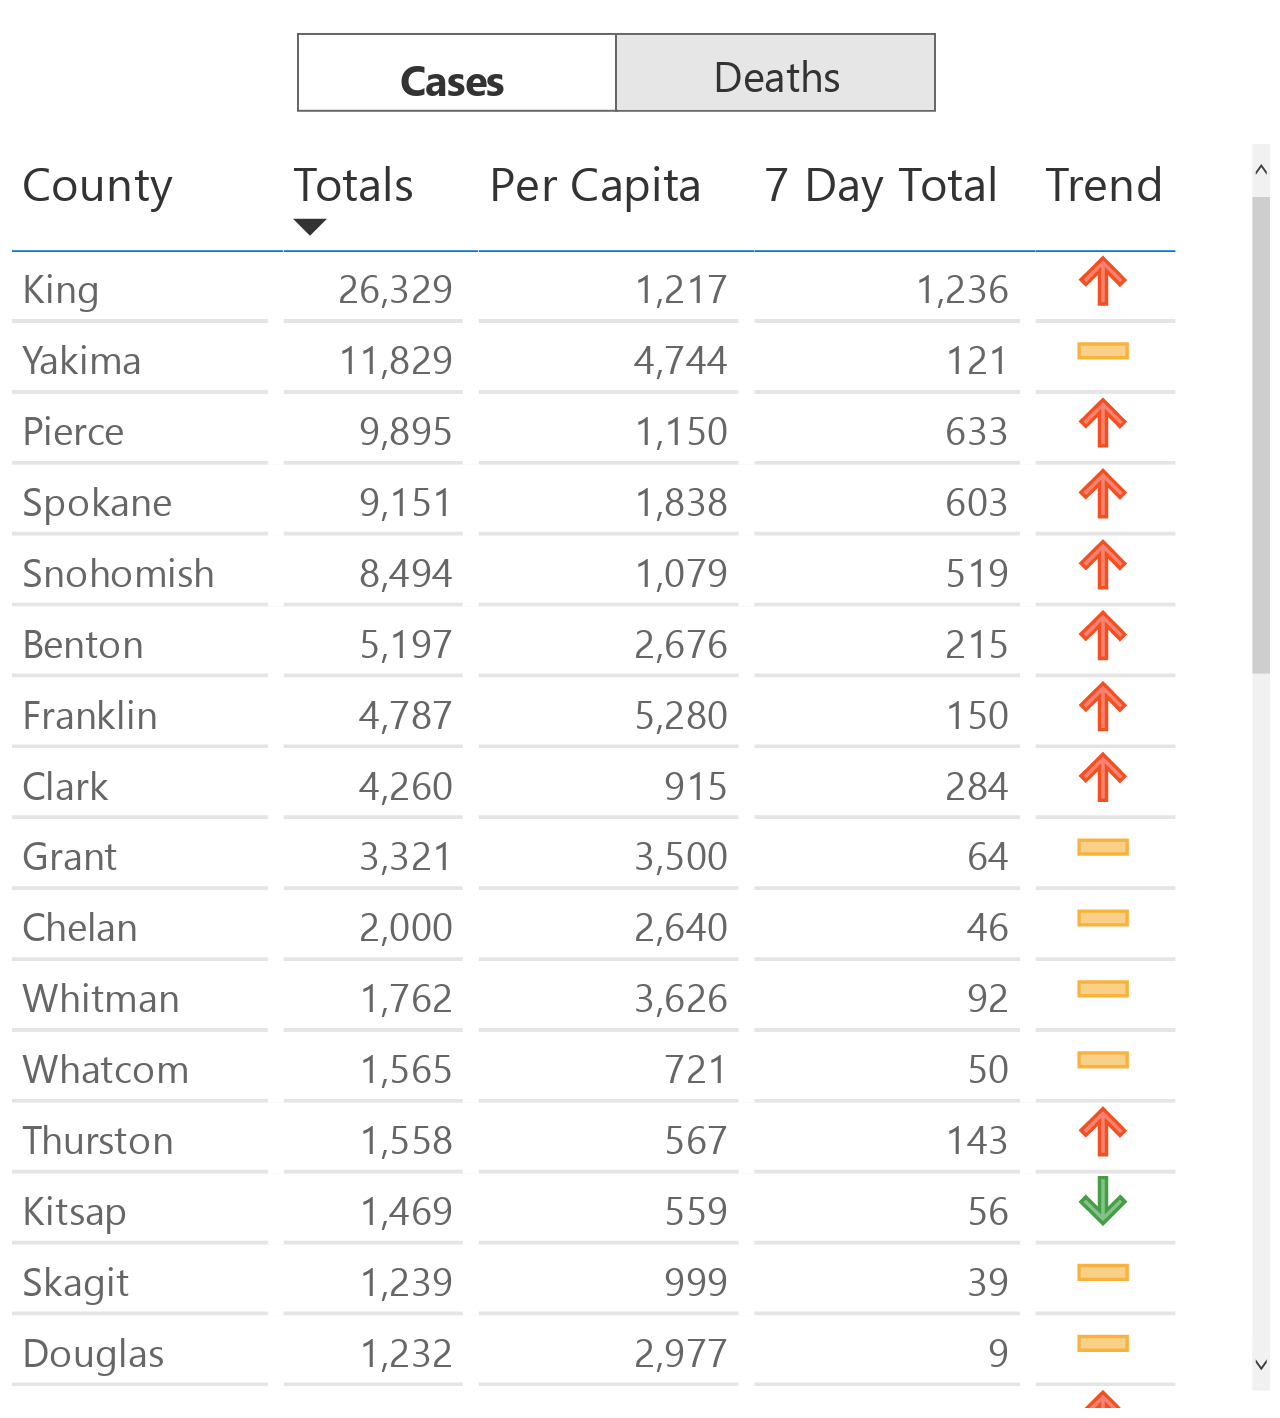 Cases Deaths
County Totals Per Capita 7 Day Total Trend
King 26,329 1,217 1,236
Yakima 11,829 4,744 121
Pierce 9,895 1,150 633
Spokane 9,151 1,838 603
Snohomish 8,494 1,079 519
Benton 5,197 2,676 215
Franklin 4,787 5,280 150
Clark 4,260 915 284
Grant 3,321 3,500 64
Chelan 2,000 2,640 46
Whitman 1,762 3,626 92
Whatcom 1,565 721 50
Thurston 1,558 567 143
Kitsap 1,469 559 56
Skagit 1,239 999 39
Douglas 1,232 2,977 9